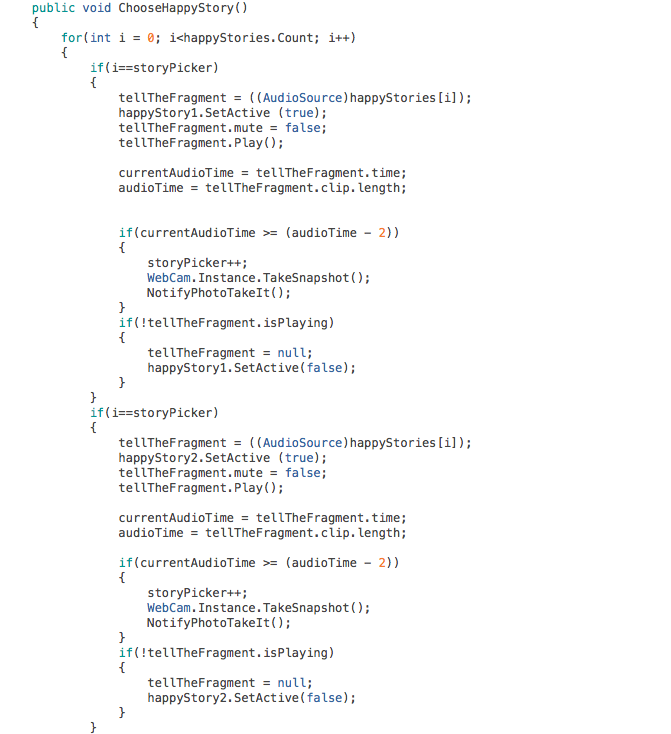 public void ChooseHappyStory()
{
for(int i = 0; i<happyStories.Count; i++)
{
if(i==storyPicker)
{
tellTheFragment = ((AudioSource)happyStories[i]);
happyStory1.SetActive (true);
tellTheFragment.mute = false;
tellTheFragment.Play();
currentAudioTime = tellTheFragment.time;
audioTime = tellTheFragment.clip.length;
if(currentAudioTime >= (audioTime - 2))
{
storyPicker++;
WebCam.Instance.TakeSnapshot();
NotifyPhotoTakeIt();
}
if(!tellTheFragment.isPlaying)
{
tellTheFragment = null;
happyStory1.SetActive(false);
}
}
if(i==storyPicker)
{
tellTheFragment = ((AudioSource)happyStories[i]);
happyStory2.SetActive (true);
tellTheFragment.mute = false;
tellTheFragment.Play();
currentAudioTime = tellTheFragment.time;
audioTime = tellTheFragment.clip.length;
if(currentAudioTime >= (audioTime - 2))
{
storyPicker++;
WebCam.Instance.TakeSnapshot();
NotifyPhotoTakeIt();
}
if(!tellTheFragment.isPlaying)
{
tellTheFragment = null;
happyStory2.SetActive(false);
}
}